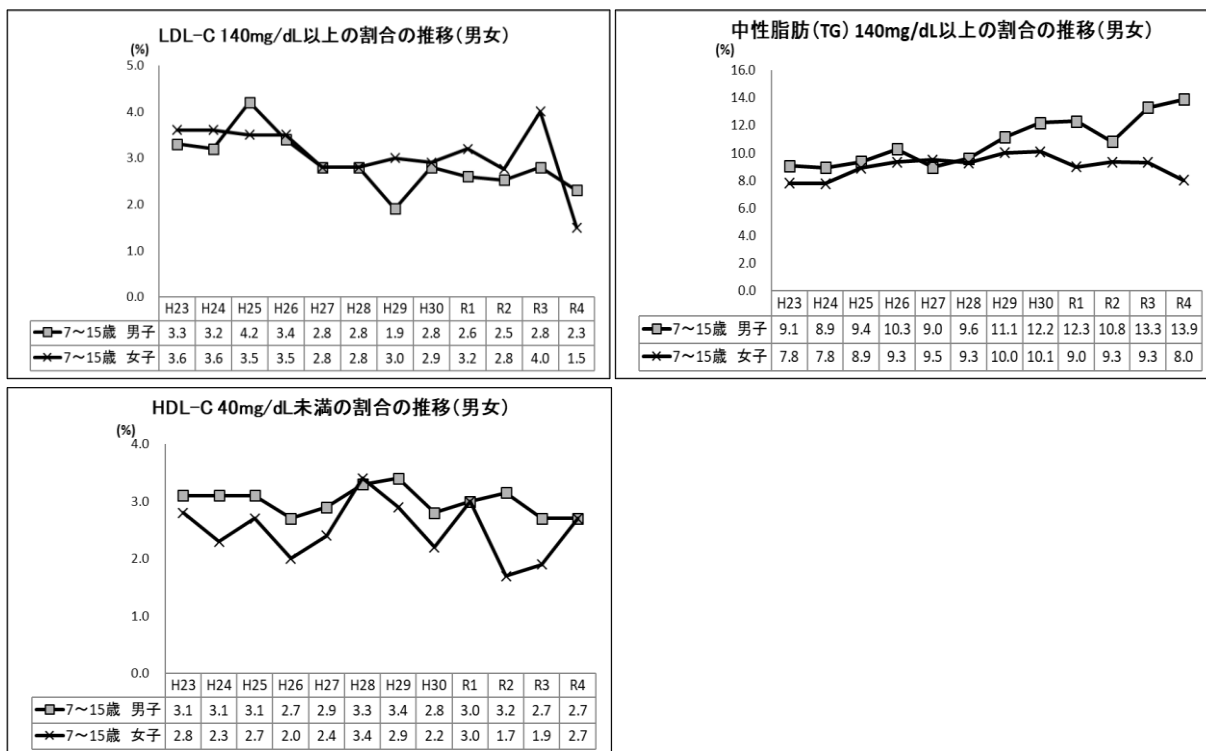 LDL-C 140mg/dL以上の割合の推移(男女)
(%)
5.0
4.0
3.0
2.0
1.0
0.0
H23 H24 H25 H26 H27 H28 H29 H30 R1 R2 R3 R4
7～15歳 男子 3.3 3.2 4.2 3.4 2.8 2.8 1.9 2.8 2.6 2.5 2.8 2.3
7～15歳 女子 3.6 3.6 3.5 3.5 2.8 2.8 3.0 2.9 3.2 2.8 4.0 1.5
中性脂肪(TG) 140mg/dL以上の割合の推移(男女)
(%)
16.0
14.0
12.0
10.0
8.0
6.0
4.0
2.0
0.0
H23 H24 H25 H26 H27 H28 H29 H30 R1 R2 R3 R4
7～15歳 男子 9.1 8.9 9.4 10.3 9.0 9.6 11.1 12.2 12.3 10.8 13.3 13.9
7～15歳 女子 7.8 7.8 8.9 9.3 9.5 9.3 10.0 10.1 9.0 9.3 9.3 8.0
HDL-C 40mg/dL未満の割合の推移(男女)
(%)
4.0
3.0
2.0
1.0
0.0
H23 H24 H25 H26 H27 H28 H29 H30 R1 R2 R3 R4
7～15歳 男子 3.1 3.1 3.1 2.7 2.9 3.3 3.4 2.8 3.0 3.2 2.7 2.7
7～15歳 女子 2.8 2.3 2.7 2.0 2.4 3.4 2.9 2.2 3.0 1.7 1.9 2.7